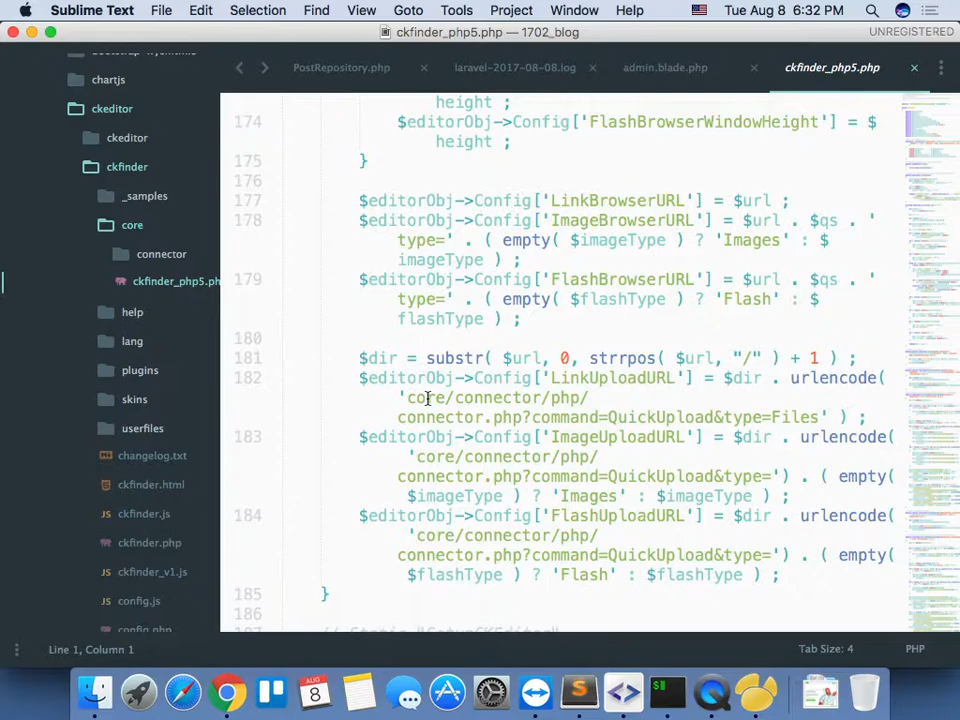 Sublime Text File Edit Selection Find View Goto Tools Project Window Help Tue Aug 8 6:32 PM
ckfinder_php5.php — 1702_blog UNREGISTERED
PostRepository.php × laravel-2017-08-08.log × admin.blade.php × ckfinder_php5.php ×
chartjs
ckeditor
ckeditor
ckfinder
_samples
core
connector
ckfinder_php5.ph
help
lang
plugins
skins
userfiles
changelog.txt
ckfinder.html
ckfinder.js
ckfinder.php
ckfinder_v1.js
config.js
config.php
height ;
174 $editorObj->Config['FlashBrowserWindowHeight'] = $
height ;
175 }
176
177 $editorObj->Config['LinkBrowserURL'] = $url ;
178 $editorObj->Config['ImageBrowserURL'] = $url . $qs . '
type=' . ( empty( $imageType ) ? 'Images' : $
imageType ) ;
179 $editorObj->Config['FlashBrowserURL'] = $url . $qs . '
type=' . ( empty( $flashType ) ? 'Flash' : $
flashType ) ;
180
181 $dir = substr( $url, 0, strrpos( $url, "/" ) + 1 ) ;
182 $editorObj->Config['LinkUploadURL'] = $dir . urlencode(
'core/connector/php/
connector.php?command=QuickUpload&type=Files' ) ;
183 $editorObj->Config['ImageUploadURL'] = $dir . urlencode(
'core/connector/php/
connector.php?command=QuickUpload&type=') . ( empty(
$imageType ) ? 'Images' : $imageType ) ;
184 $editorObj->Config['FlashUploadURL'] = $dir . urlencode(
'core/connector/php/
connector.php?command=QuickUpload&type=') . ( empty(
$flashType ) ? 'Flash' : $flashType ) ;
185 }
186
// Static "SetupCKEditor"
Line 1, Column 1 Tab Size: 4 PHP